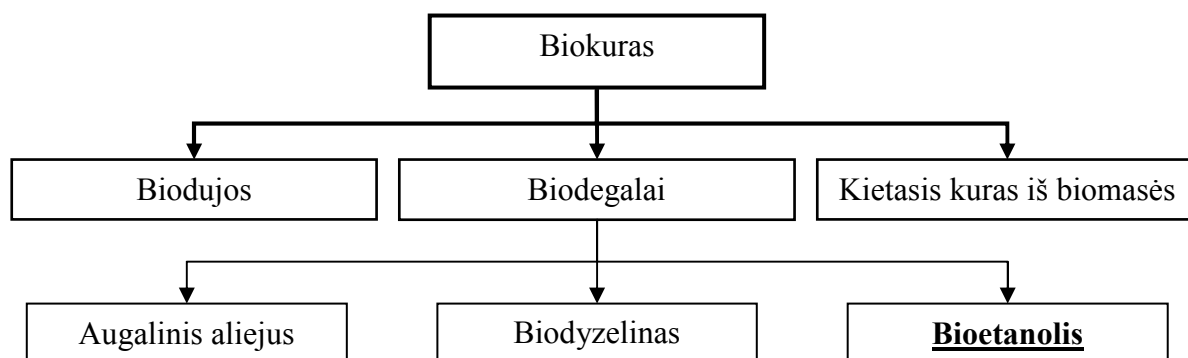 Biokuras
Biodujos
Biodegalai
Kietasis kuras iš biomasės
Augalinis aliejus
Biodyzelinas
Bioetanolis